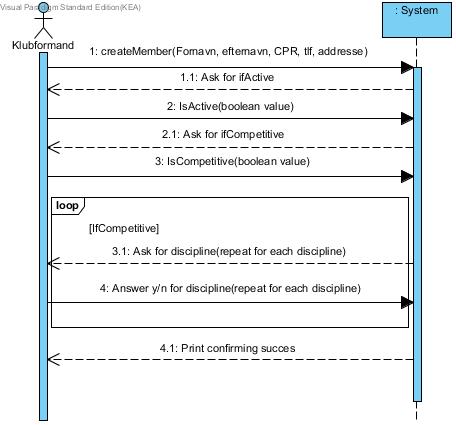 Visual Paradigm Standard Edition(KEA)
: System
Klubformand
1: createMember(Fornavn, efternavn, CPR, tlf, addresse)
1.1: Ask for ifActive
2: IsActive(boolean value)
2.1: Ask for ifCompetitive
3: IsCompetitive(boolean value)
loop
[IfCompetitive]
3.1: Ask for discipline(repeat for each discipline)
4: Answer y/n for discipline(repeat for each discipline)
4.1: Print confirming succes